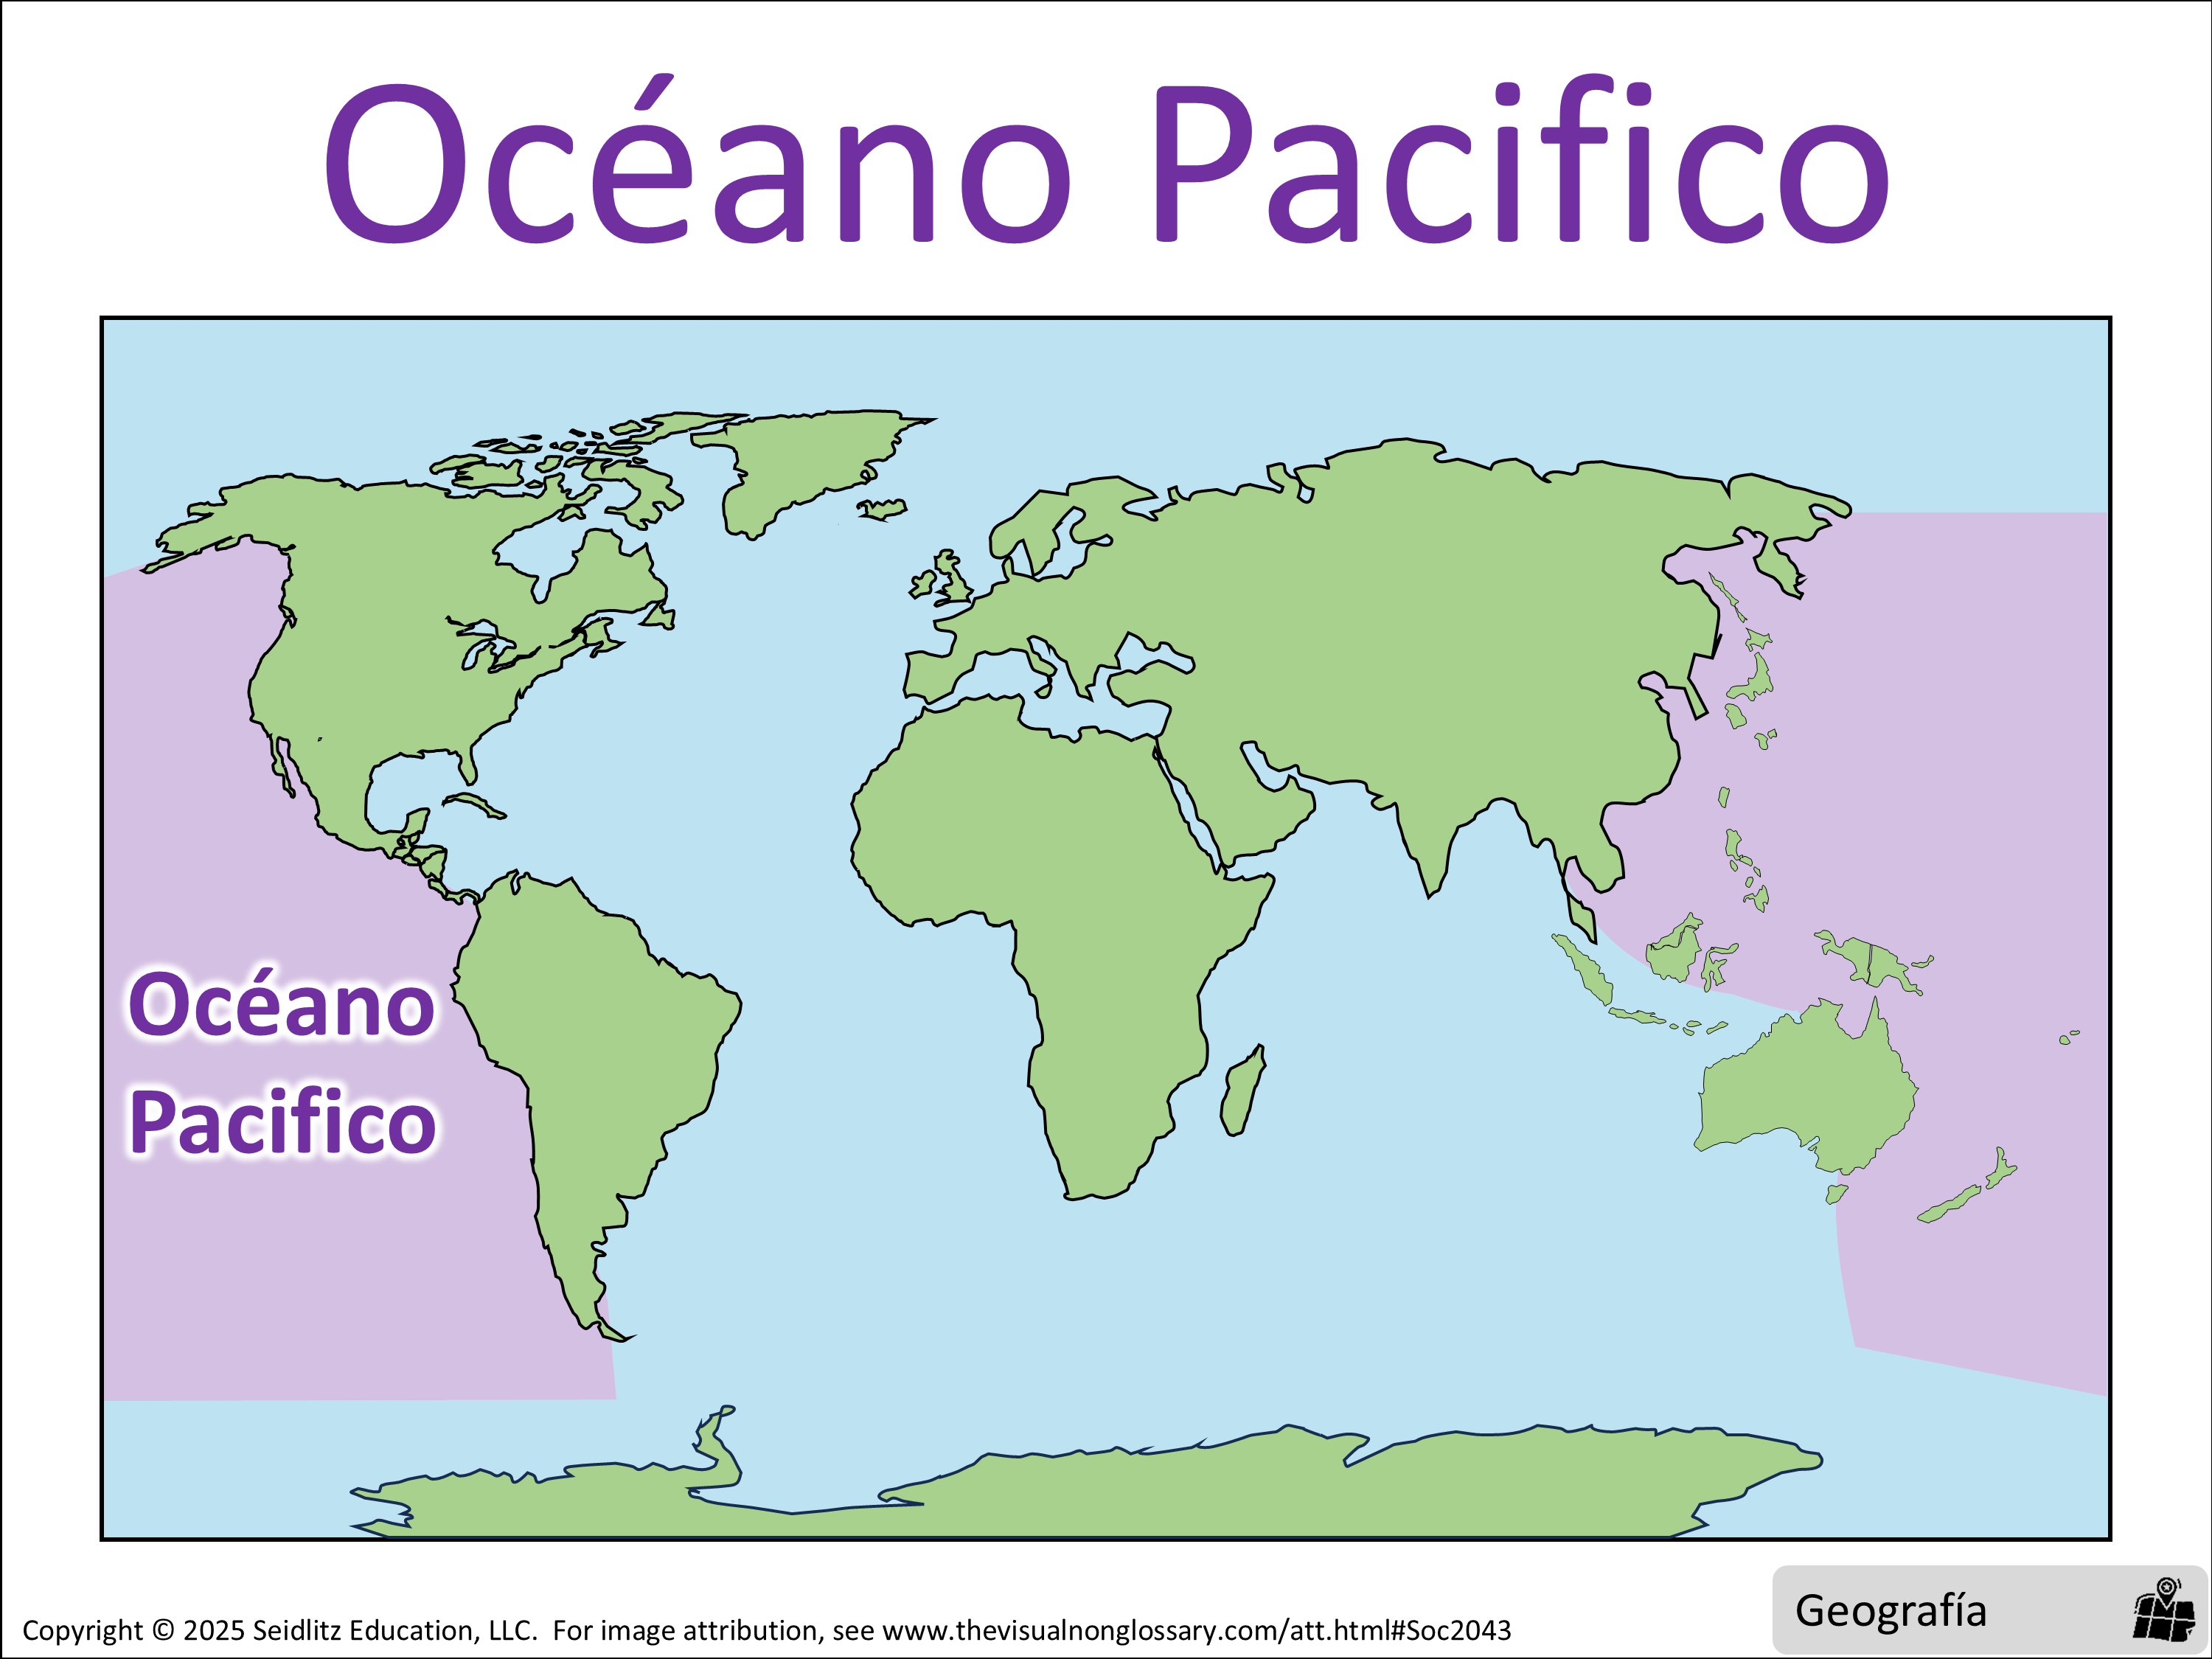 Océano Pacifico
Océano
Pacifico
Geografía
Copyright © 2025 Seidlitz Education, LLC.  For image attribution, see www.thevisualnonglossary.com/att.html#Soc2043